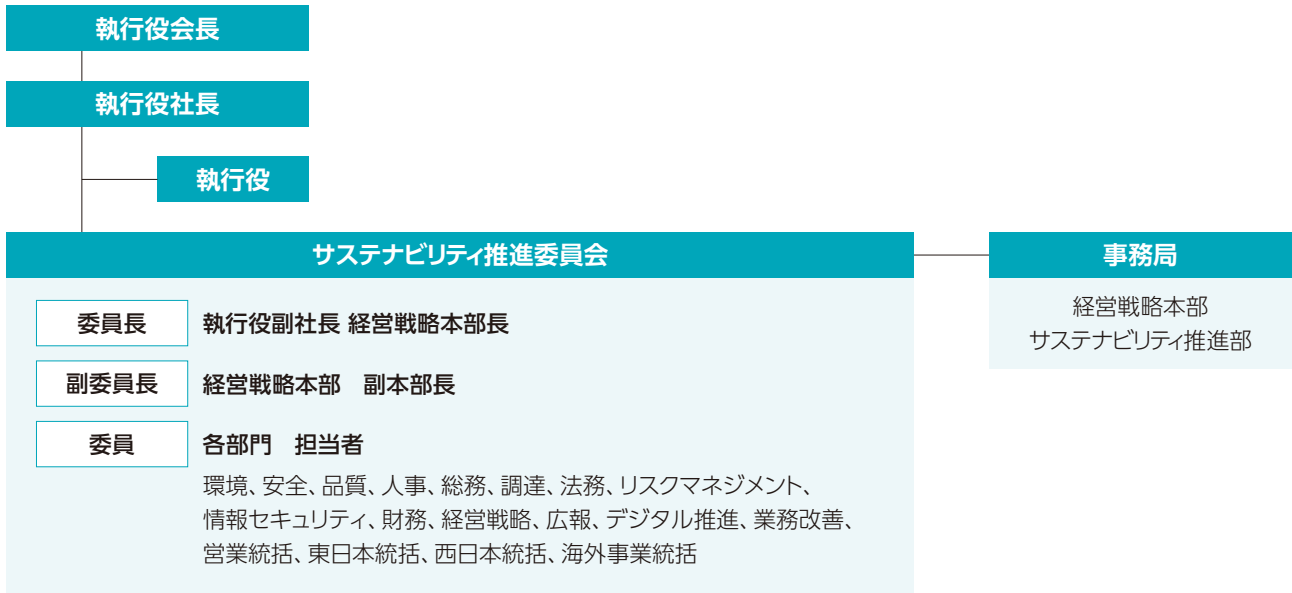 執行役会長
執行役社長
執行役
サステナビリティ推進委員会
委員長 執行役副社長 経営戦略本部長
副委員長 経営戦略本部　副本部長
委員 各部門　担当者
環境、安全、品質、人事、総務、調達、法務、リスクマネジメント、
情報セキュリティ、財務、経営戦略、広報、デジタル推進、業務改善、
営業統括、東日本統括、西日本統括、海外事業統括
事務局
経営戦略本部
サステナビリティ推進部